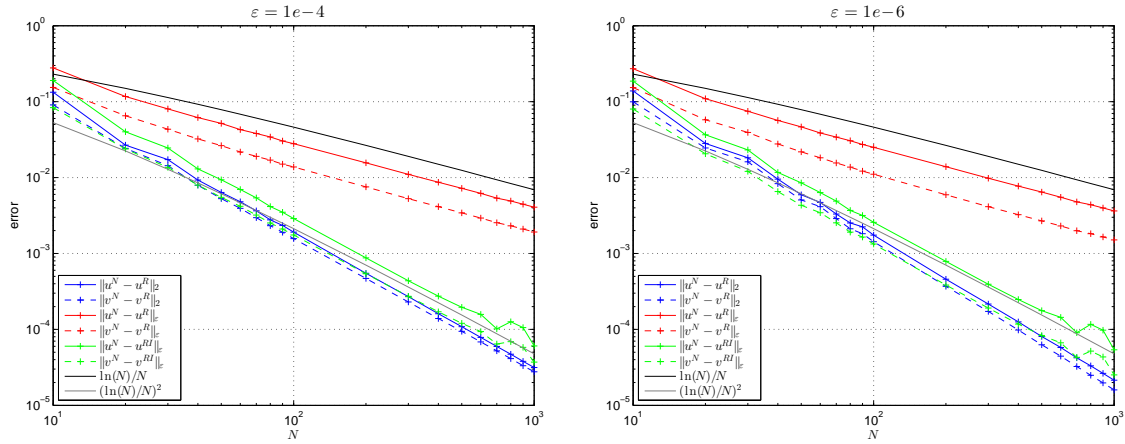 ε = 1e−4
10^0
10^-1
10^-2
10^-3
10^-4
10^-5
error
‖u^N − u^R‖_2
‖v^N − v^R‖_2
‖u^N − u^R‖_ε
‖v^N − v^R‖_ε
‖u^N − u^{RI}‖_ε
‖v^N − v^{RI}‖_ε
ln(N)/N
(ln(N)/N)^2
10^1
10^2
10^3
N
ε = 1e−6
10^0
10^-1
10^-2
10^-3
10^-4
10^-5
error
‖u^N − u^R‖_2
‖v^N − v^R‖_2
‖u^N − u^R‖_ε
‖v^N − v^R‖_ε
‖u^N − u^{RI}‖_ε
‖v^N − v^{RI}‖_ε
ln(N)/N
(ln(N)/N)^2
10^1
10^2
10^3
N